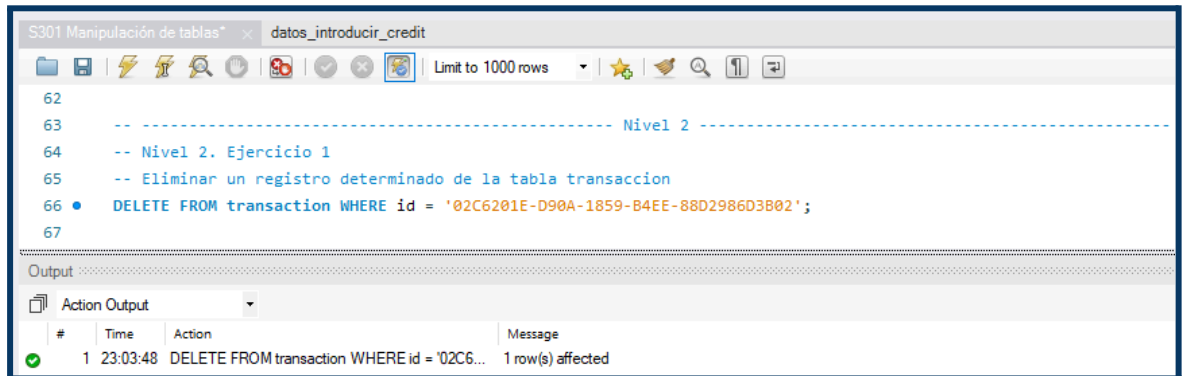 S301 Manipulación de tablas* × datos_introducir_credit
Limit to 1000 rows
62
63 -- -------------------------------------------------- Nivel 2 --------------------------------------------------
64 -- Nivel 2. Ejercicio 1
65 -- Eliminar un registro determinado de la tabla transaccion
66 DELETE FROM transaction WHERE id = '02C6201E-D90A-1859-B4EE-88D2986D3B02';
67
Output
Action Output
# Time Action Message
1 23:03:48 DELETE FROM transaction WHERE id = '02C6... 1 row(s) affected